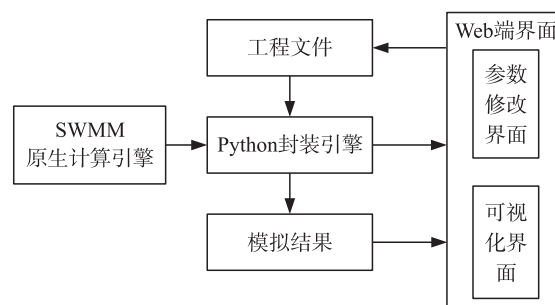 工程文件
Web端界面
参数
修改
界面
SWMM
原生计算引擎
Python封装引擎
模拟结果
可视
化界
面